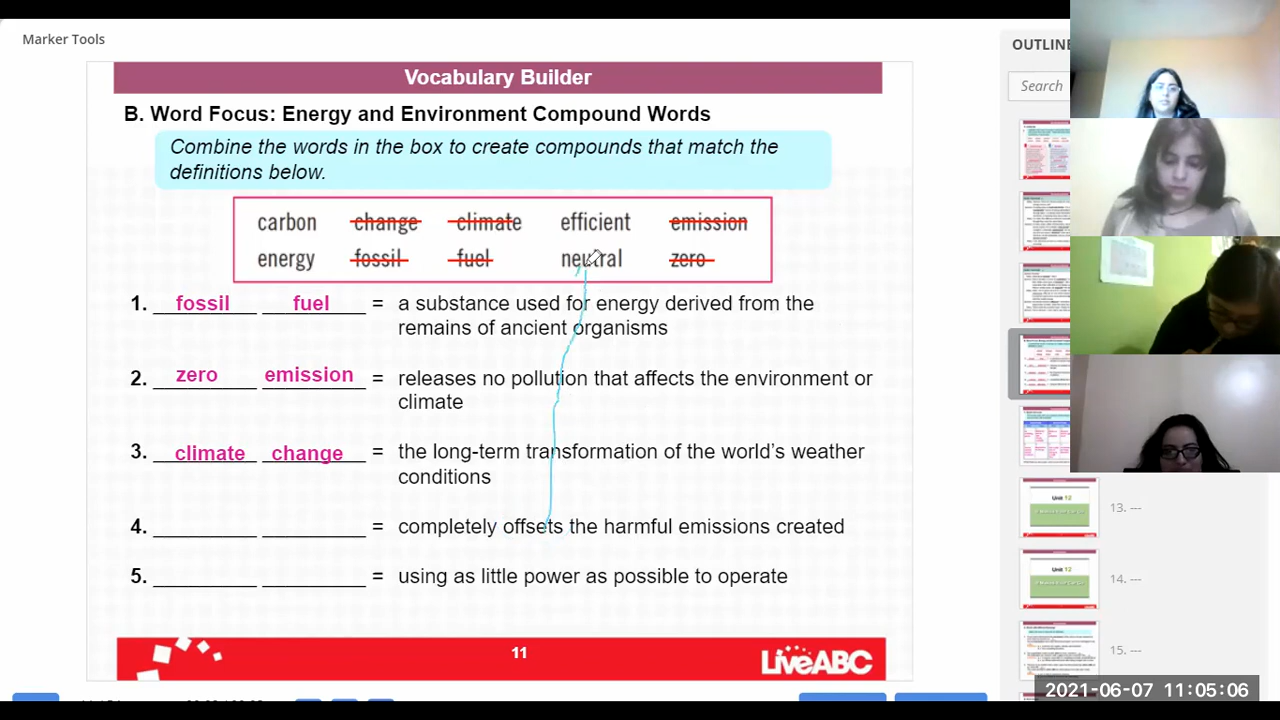 Marker Tools
OUTLINE
Search
Vocabulary Builder
B. Word Focus: Energy and Environment Compound Words
Combine the words in the box to create compounds that match the
definitions below.
carbon change climate efficient emission
energy fossil fuel neutral zero
1. fossil fuel = a substance used for energy derived from the
remains of ancient organisms
2. zero emission = releases no pollution that affects the environment or
climate
3. climate change = the long-term transformation of the world's weather
conditions
4. ________ ________ = completely offsets the harmful emissions created
5. ________ ________ = using as little power as possible to operate
11
liveABC
Unit 12
13. ---
Unit 12
14. ---
15. ---
2021-06-07 11:05:06